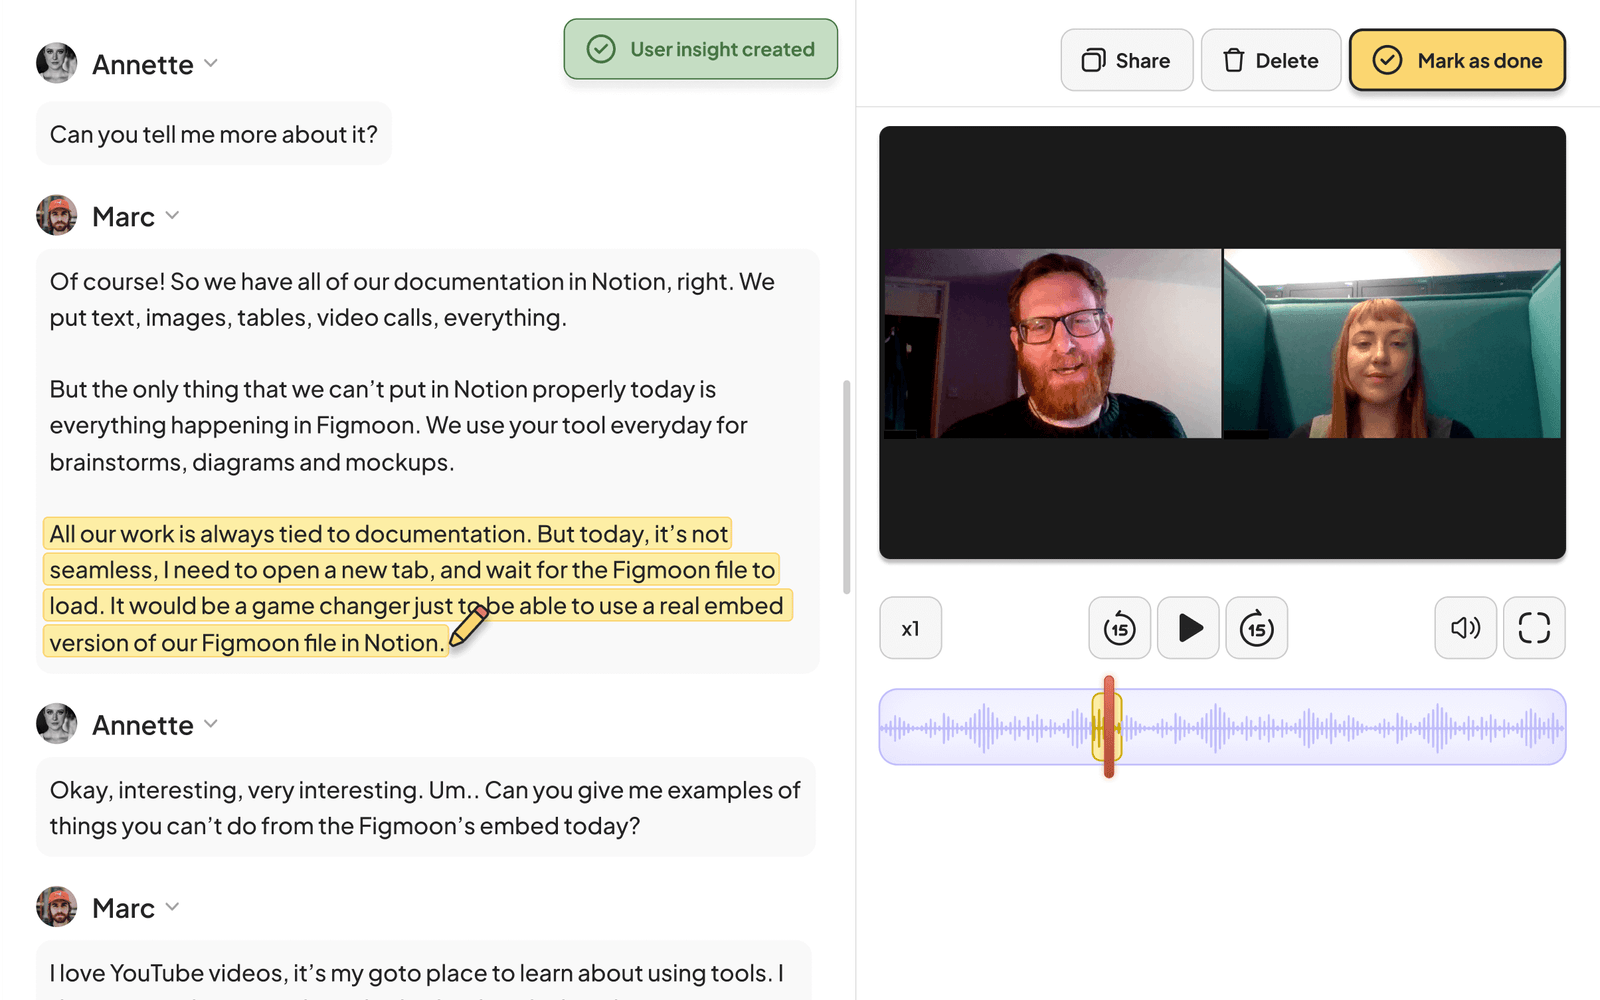 Annette
User insight created
Can you tell me more about it?
Marc
Of course! So we have all of our documentation in Notion, right. We
put text, images, tables, video calls, everything.
But the only thing that we can’t put in Notion properly today is
everything happening in Figmoon. We use your tool everyday for
brainstorms, diagrams and mockups.
All our work is always tied to documentation. But today, it’s not
seamless, I need to open a new tab, and wait for the Figmoon file to
load. It would be a game changer just to be able to use a real embed
version of our Figmoon file in Notion.
Annette
Okay, interesting, very interesting. Um.. Can you give me examples of
things you can’t do from the Figmoon’s embed today?
Marc
I love YouTube videos, it’s my goto place to learn about using tools. I
Share
Delete
Mark as done
x1
15
15